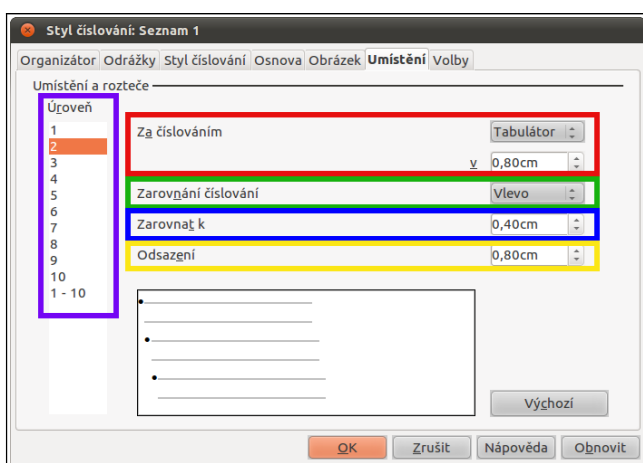 Styl číslování: Seznam 1
Organizátor Odrážky Styl číslování Osnova Obrázek Umístění Volby
Umístění a rozteče
Úroveň
1
2
3
4
5
6
7
8
9
10
1 - 10
Za číslováním Tabulátor
v 0,80cm
Zarovnání číslování Vlevo
Zarovnat k 0,40cm
Odsazení 0,80cm
Výchozí
OK Zrušit Nápověda Obnovit